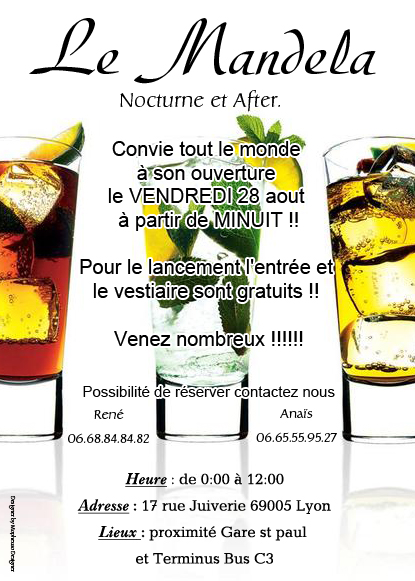 Le Mandela
Nocturne et After.
Convie tout le monde
à son ouverture
le VENDREDI 28 aout
à partir de MINUIT !!
Pour le lancement l'entrée et
le vestiaire sont gratuits !!
Venez nombreux !!!!!!
Possibilité de réserver contactez nous
René
06.68.84.84.82
Anaïs
06.65.55.95.27
Heure : de 0:00 à 12:00
Adresse : 17 rue Juiverie 69005 Lyon
Lieux : proximité Gare st paul
et Terminus Bus C3